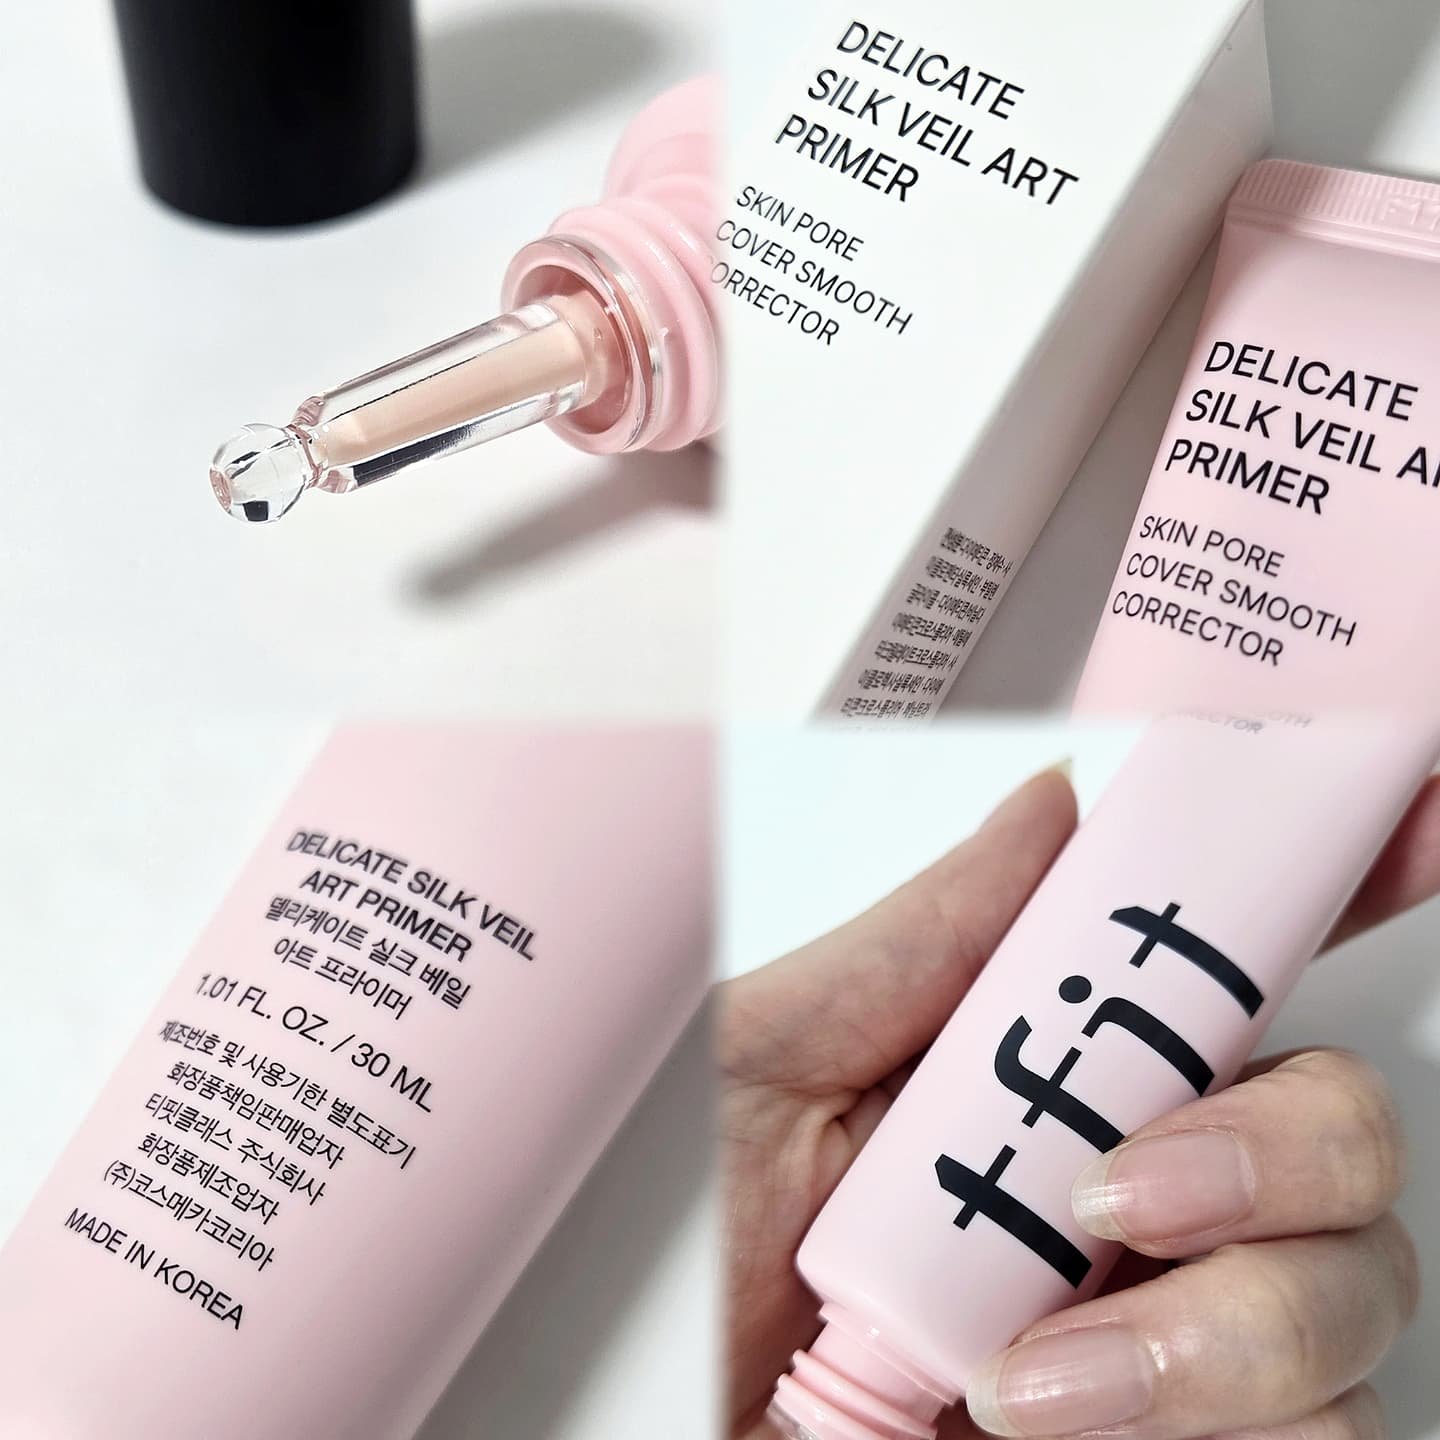 DELICATE
SILK VEIL ART
PRIMER
SKIN PORE
COVER SMOOTH
CORRECTOR
DELICATE
SILK VEIL
PRIMER
SKIN PORE
COVER SMOOTH
CORRECTOR
DELICATE SILK VEIL
ART PRIMER
델리케이트 실크 베일
아트 프라이머
1.01 FL. OZ. / 30 ML
제조번호 및 사용기한 별도표기
화장품책임판매업자
티핏클래스 주식회사
화장품제조업자
(주)코스메카코리아
MADE IN KOREA
tfit